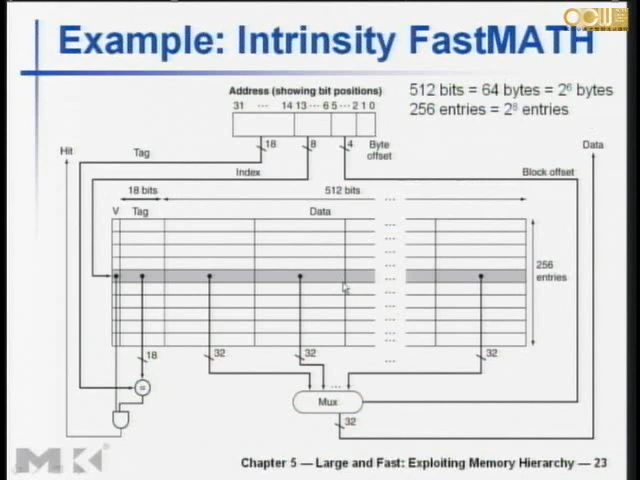 Example: Intrinsity FastMATH
512 bits = 64 bytes = 2⁶ bytes
256 entries = 2⁸ entries
Address (showing bit positions)
31 ... 14 13 ... 6 5 ... 2 1 0
18 8 4 Byte offset
Hit Tag Data
Index Block offset
18 bits 512 bits ...
V Tag Data ...
...
...
...
...
256 entries
...
...
...
...
...
18 32 32 32
=
...
Mux
32
MK
Chapter 5 — Large and Fast: Exploiting Memory Hierarchy — 23